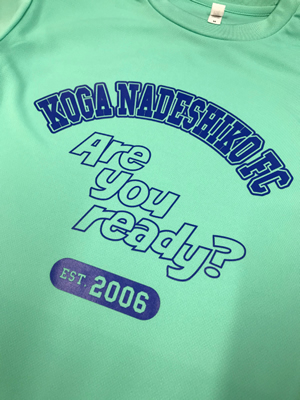 KOGA NADESHIKO FC
Are
you
ready?
EST. 2006